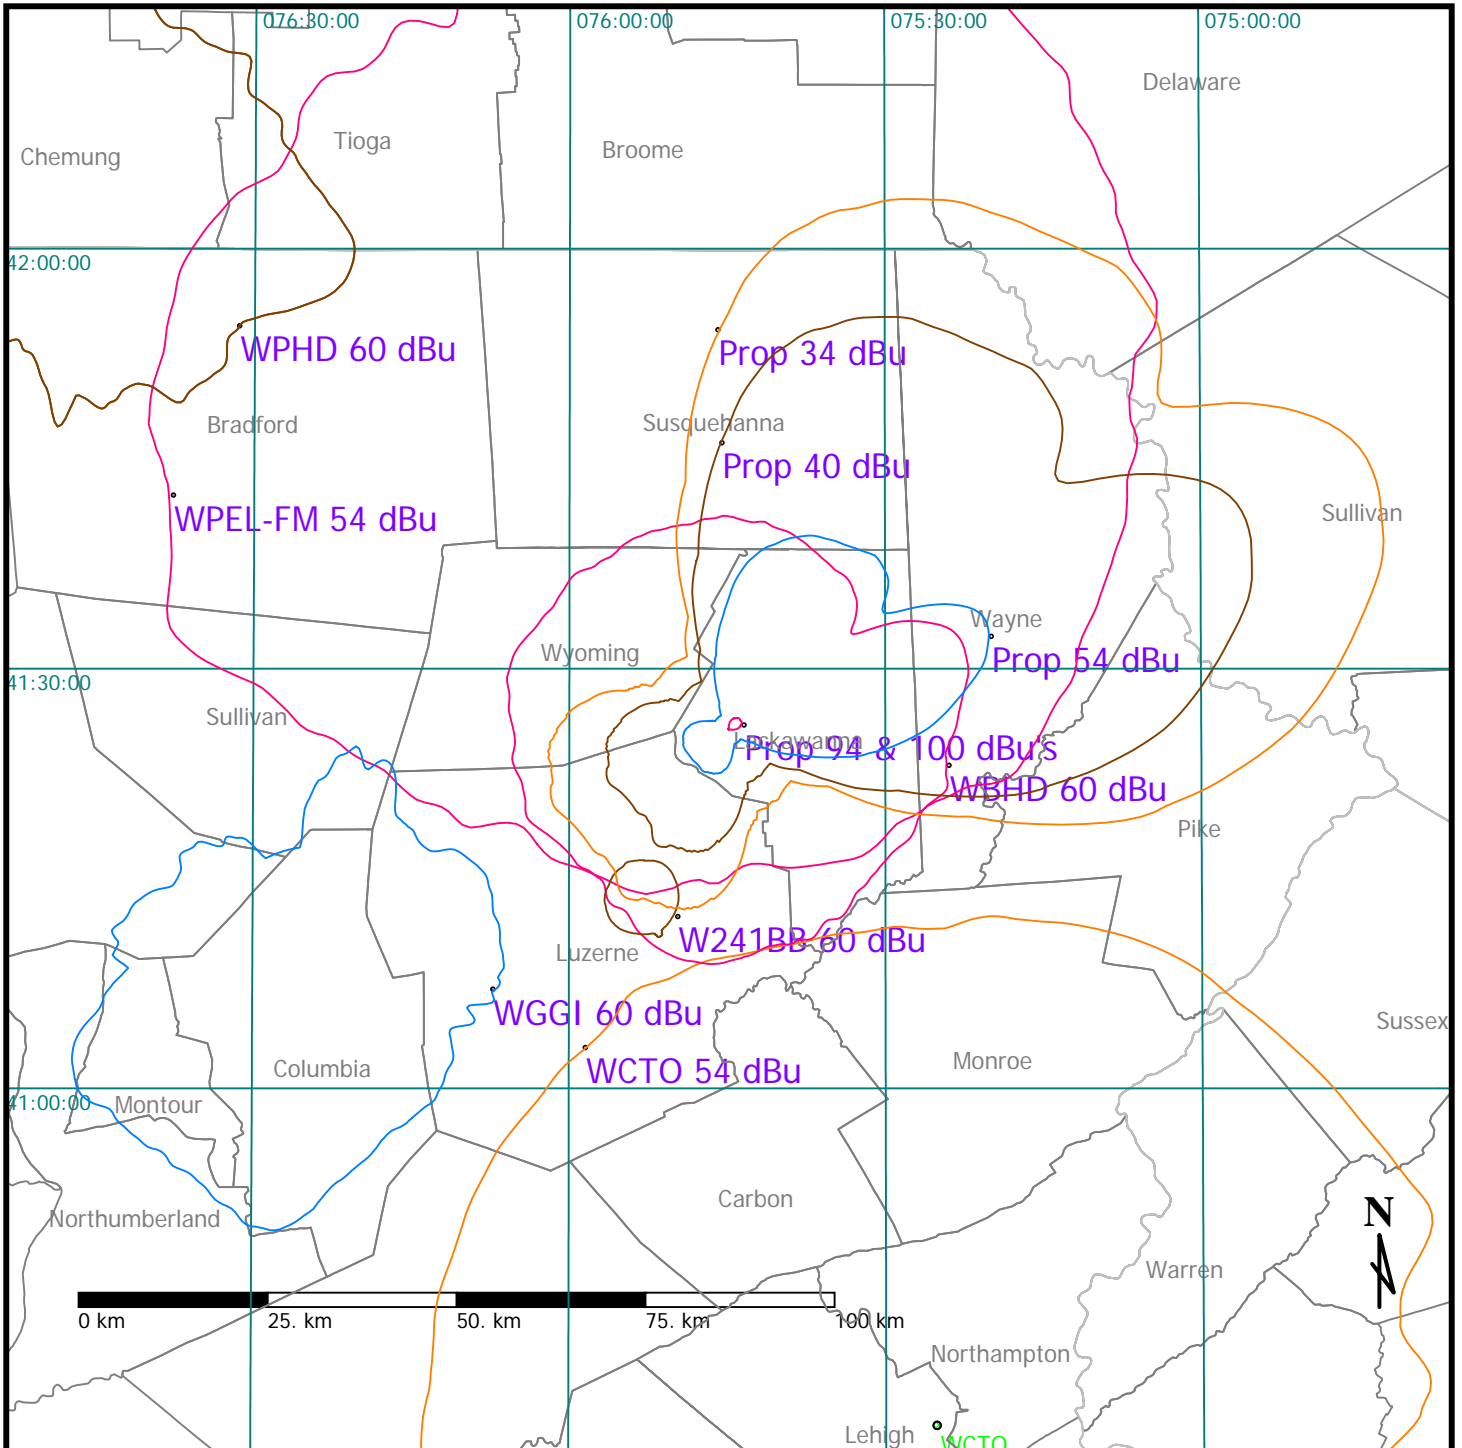 076:30:00
076:00:00
075:30:00
075:00:00
Delaware
Tioga
Broome
Chemung
42:00:00
WPHD 60 dBu
Prop 34 dBu
Bradford
Susquehanna
Prop 40 dBu
WPEL-FM 54 dBu
Sullivan
Wayne
Wyoming
Prop 54 dBu
41:30:00
Sullivan
Lackawanna
Prop 94 & 100 dBu's
WBHD 60 dBu
Pike
W241BB 60 dBu
Luzerne
WGGI 60 dBu
Sussex
Monroe
Columbia
WCTO 54 dBu
41:00:00
Montour
Carbon
Northumberland
N
Warren
0 km
25. km
50. km
75. km
100 km
Northampton
Lehigh
WCTO